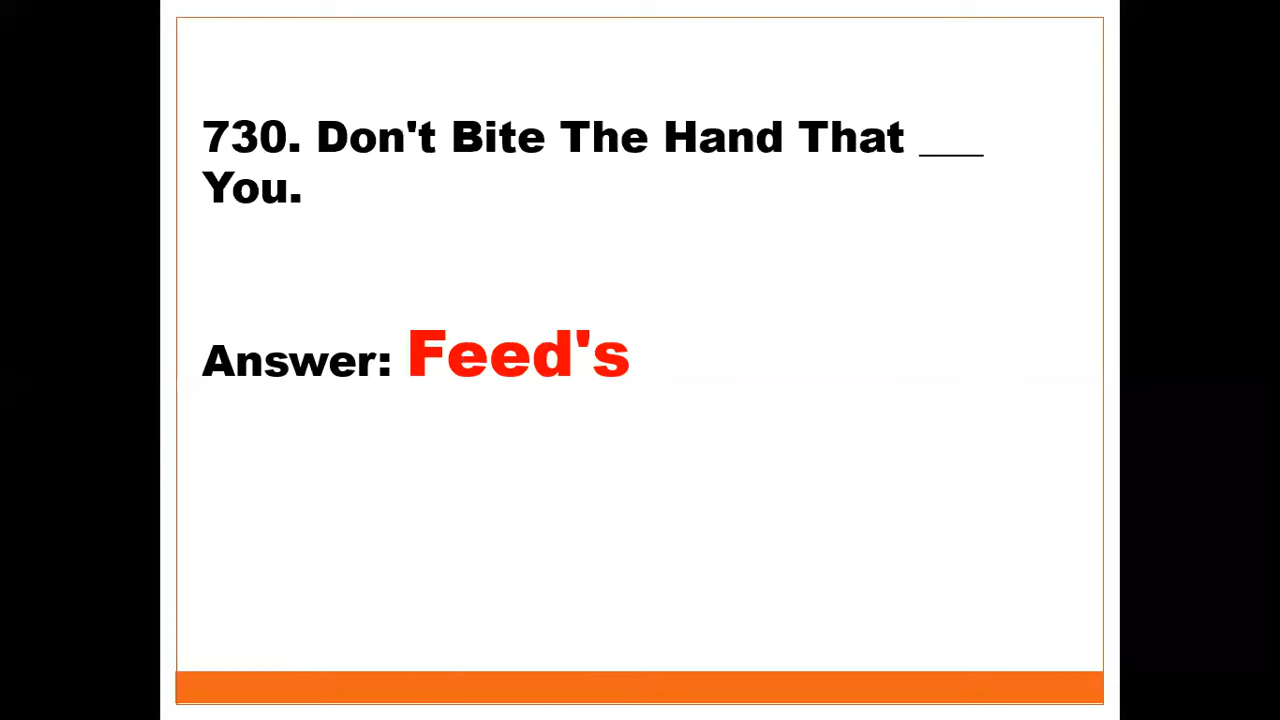 730. Don't Bite The Hand That ___
You.
Answer: Feed's